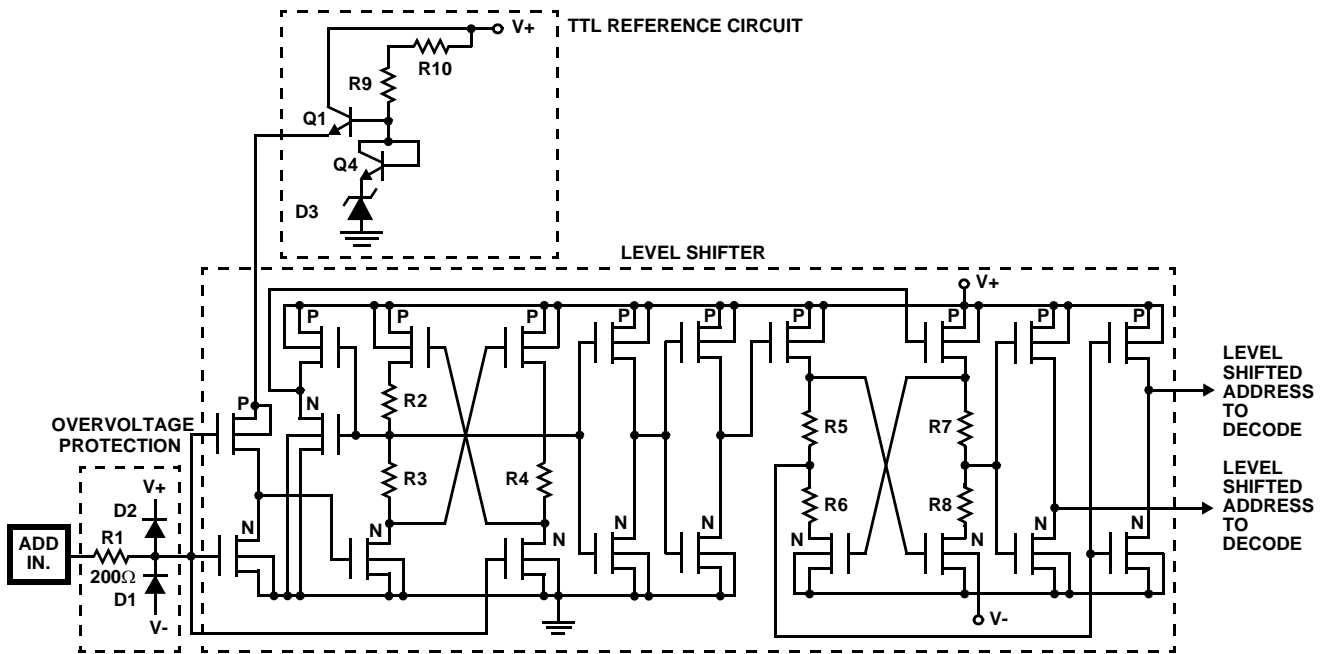 V+
TTL REFERENCE CIRCUIT
R10
R9
Q1
Q4
D3
LEVEL SHIFTER
V+
P
P
P
P
P
P
P
P
P
LEVEL
SHIFTED
ADDRESS
TO
DECODE
R2
P
N
OVERVOLTAGE
PROTECTION
R5
R7
R3
R4
R6
R8
LEVEL
SHIFTED
ADDRESS
TO
DECODE
V+
D2
N
N
N
N
N
N
N
N
N
ADD
IN.
R1
200Ω
D1
V-
V-